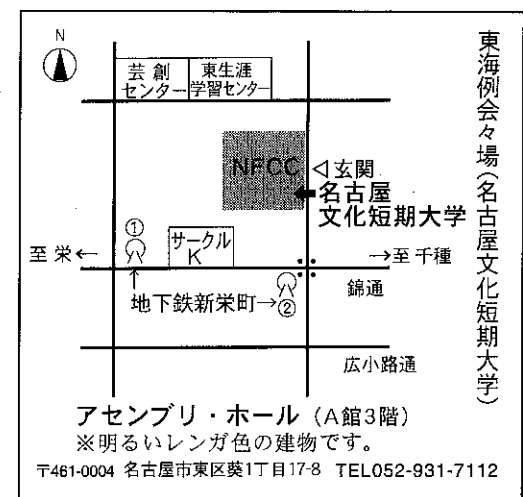 東海例会々場(名古屋文化短期大学)
N
芸創
センター
東生涯
学習センター
NFCC
◁玄関
←名古屋
文化短期大学
①
サークル
K
至栄←
→至千種
地下鉄新栄町→②
錦通
広小路通
アセンブリ・ホール(A館3階)
※明るいレンガ色の建物です。
〒461-0004 名古屋市東区葵1丁目17-8 TEL052-931-7112